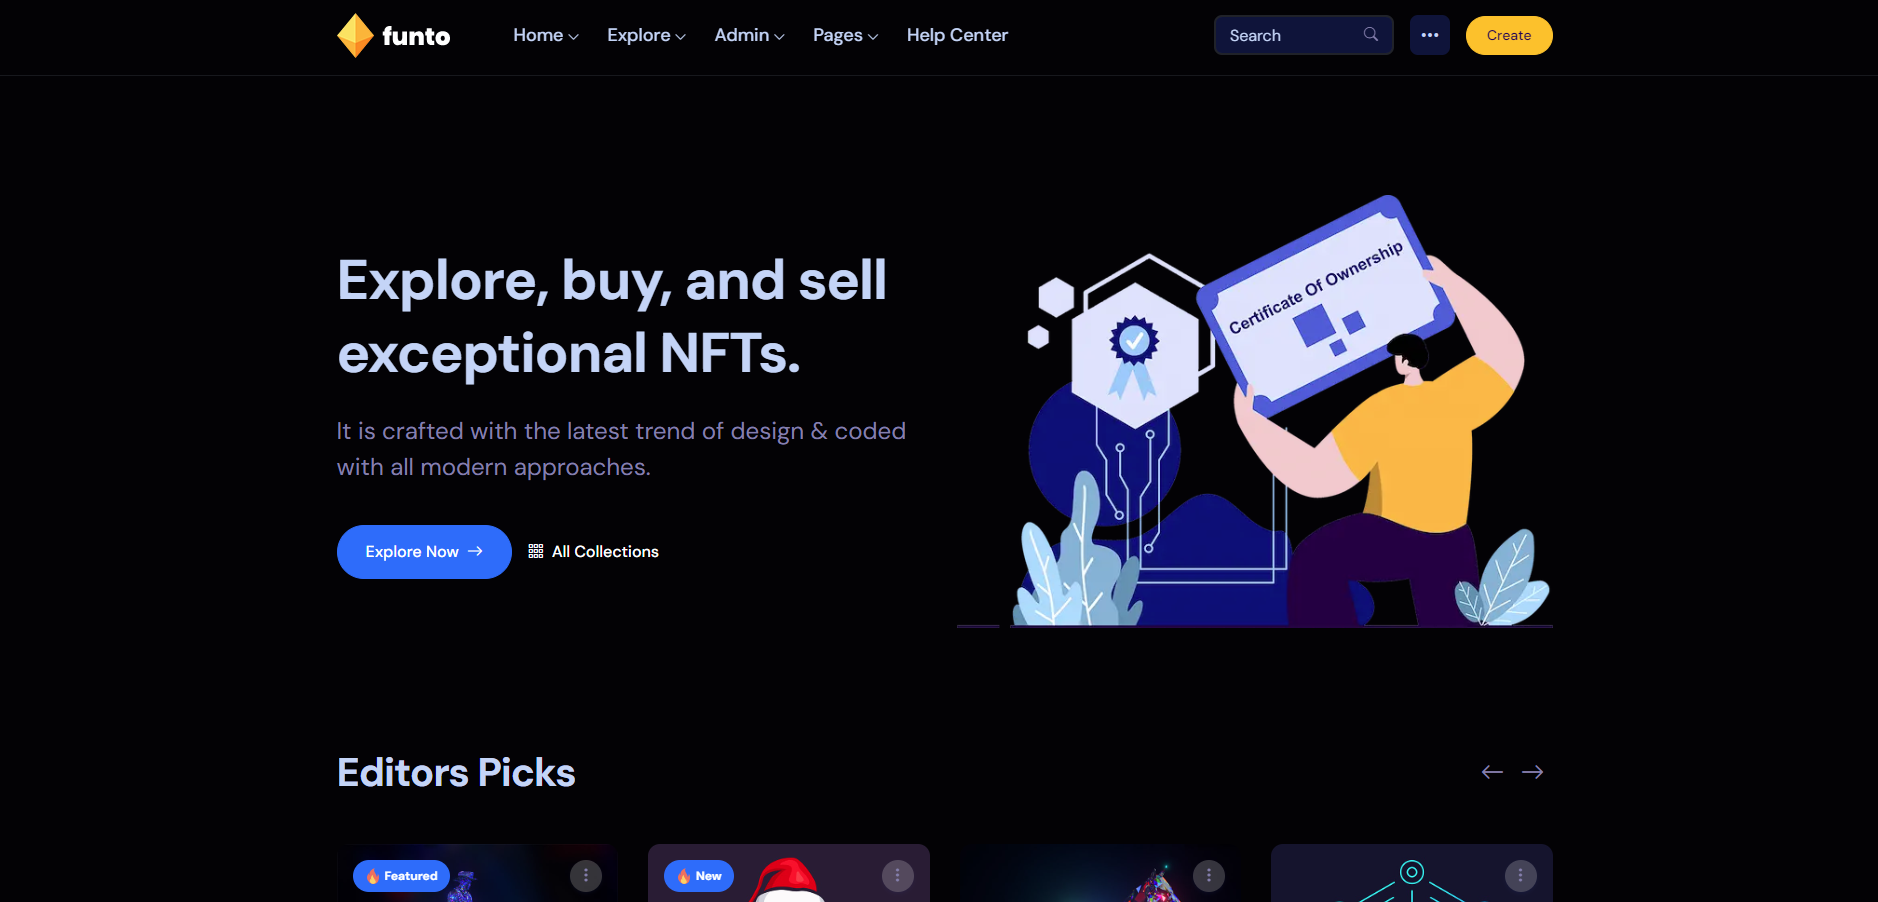 funto
Home
Explore
Admin
Pages
Help Center
Search
Create
Explore, buy, and sell
exceptional NFTs.
Certificate Of Ownership
It is crafted with the latest trend of design & coded
with all modern approaches.
Explore Now
All Collections
Editors Picks
Featured
New